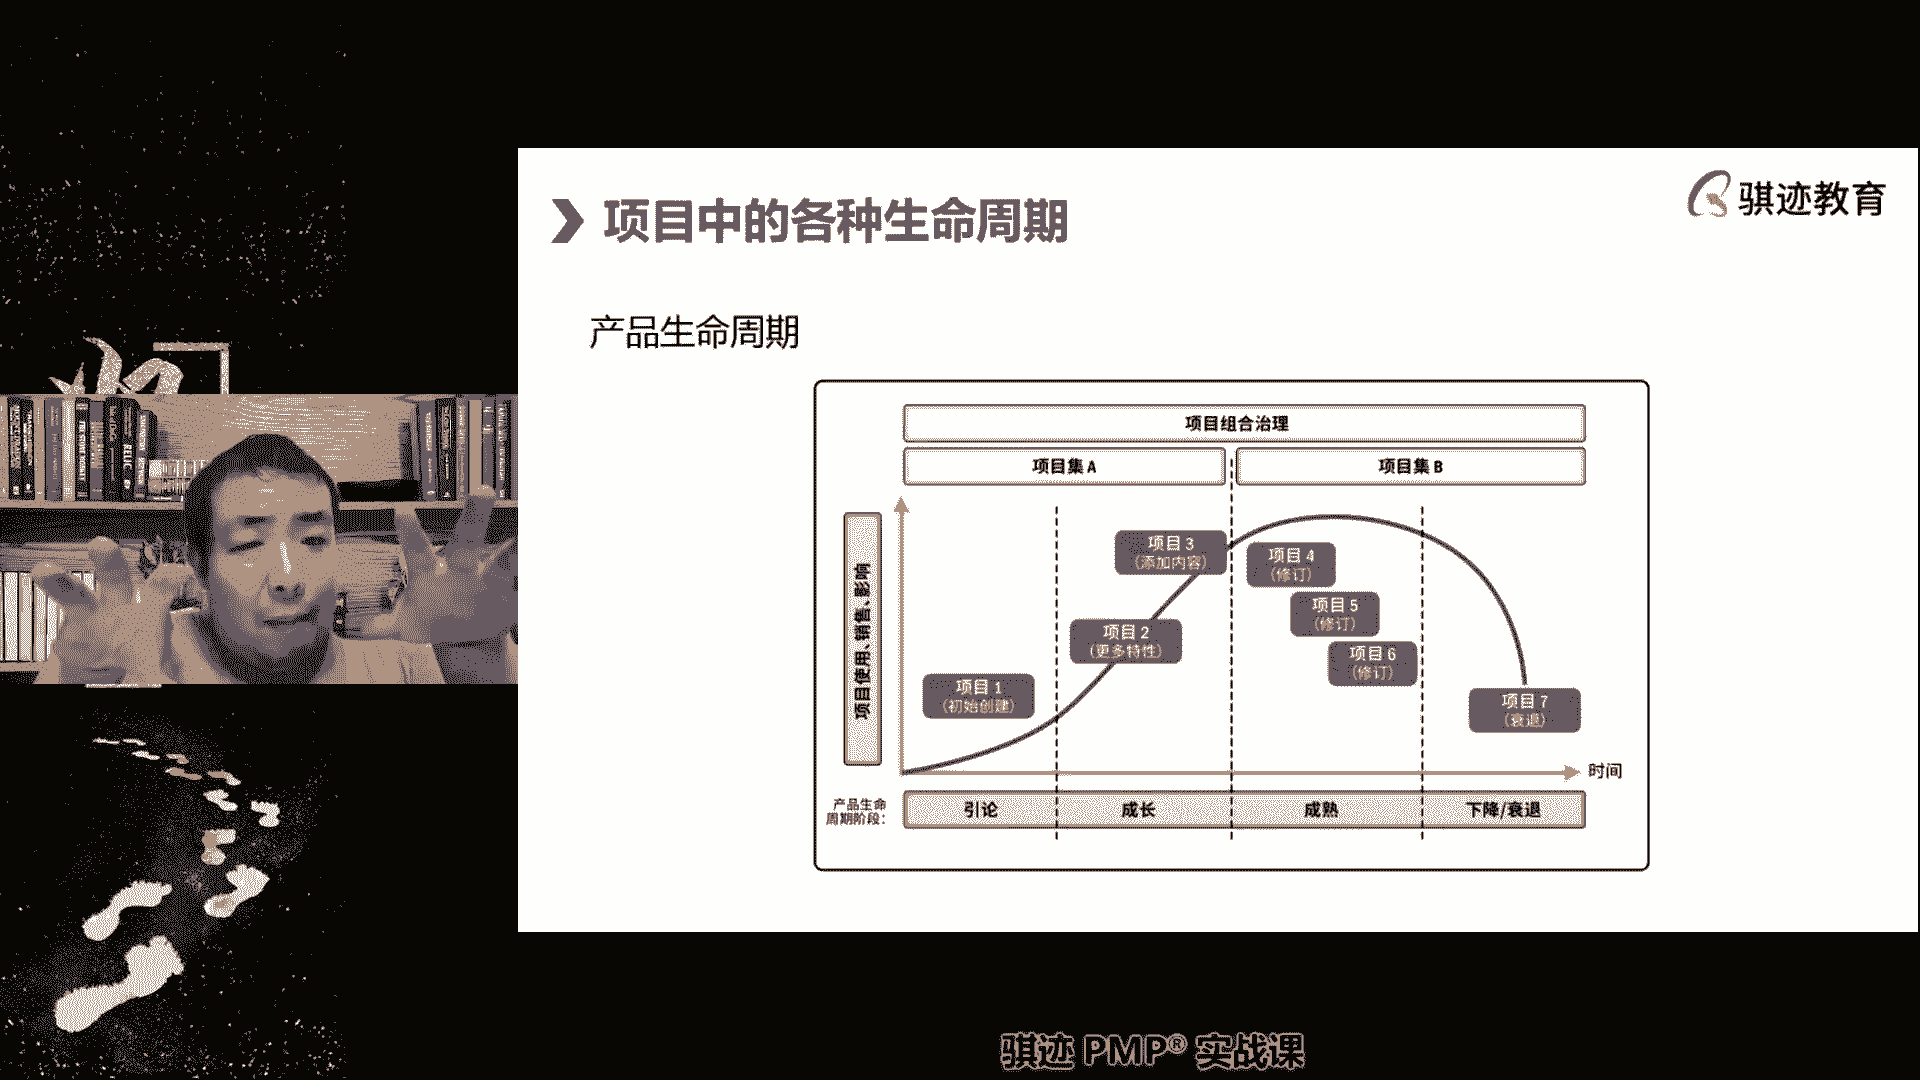 项目中的各种生命周期
骐迹教育
产品生命周期
项目组合治理
项目集 A
项目集 B
项目使用、销售、影响
项目 3
（添加内容）
项目 4
（修订）
项目 2
（更多特性）
项目 5
（修订）
项目 6
（修订）
项目 1
（初始创建）
项目 7
（衰退）
时间
产品生命
周期阶段：
引论
成长
成熟
下降/衰退
骐迹 PMP® 实战课